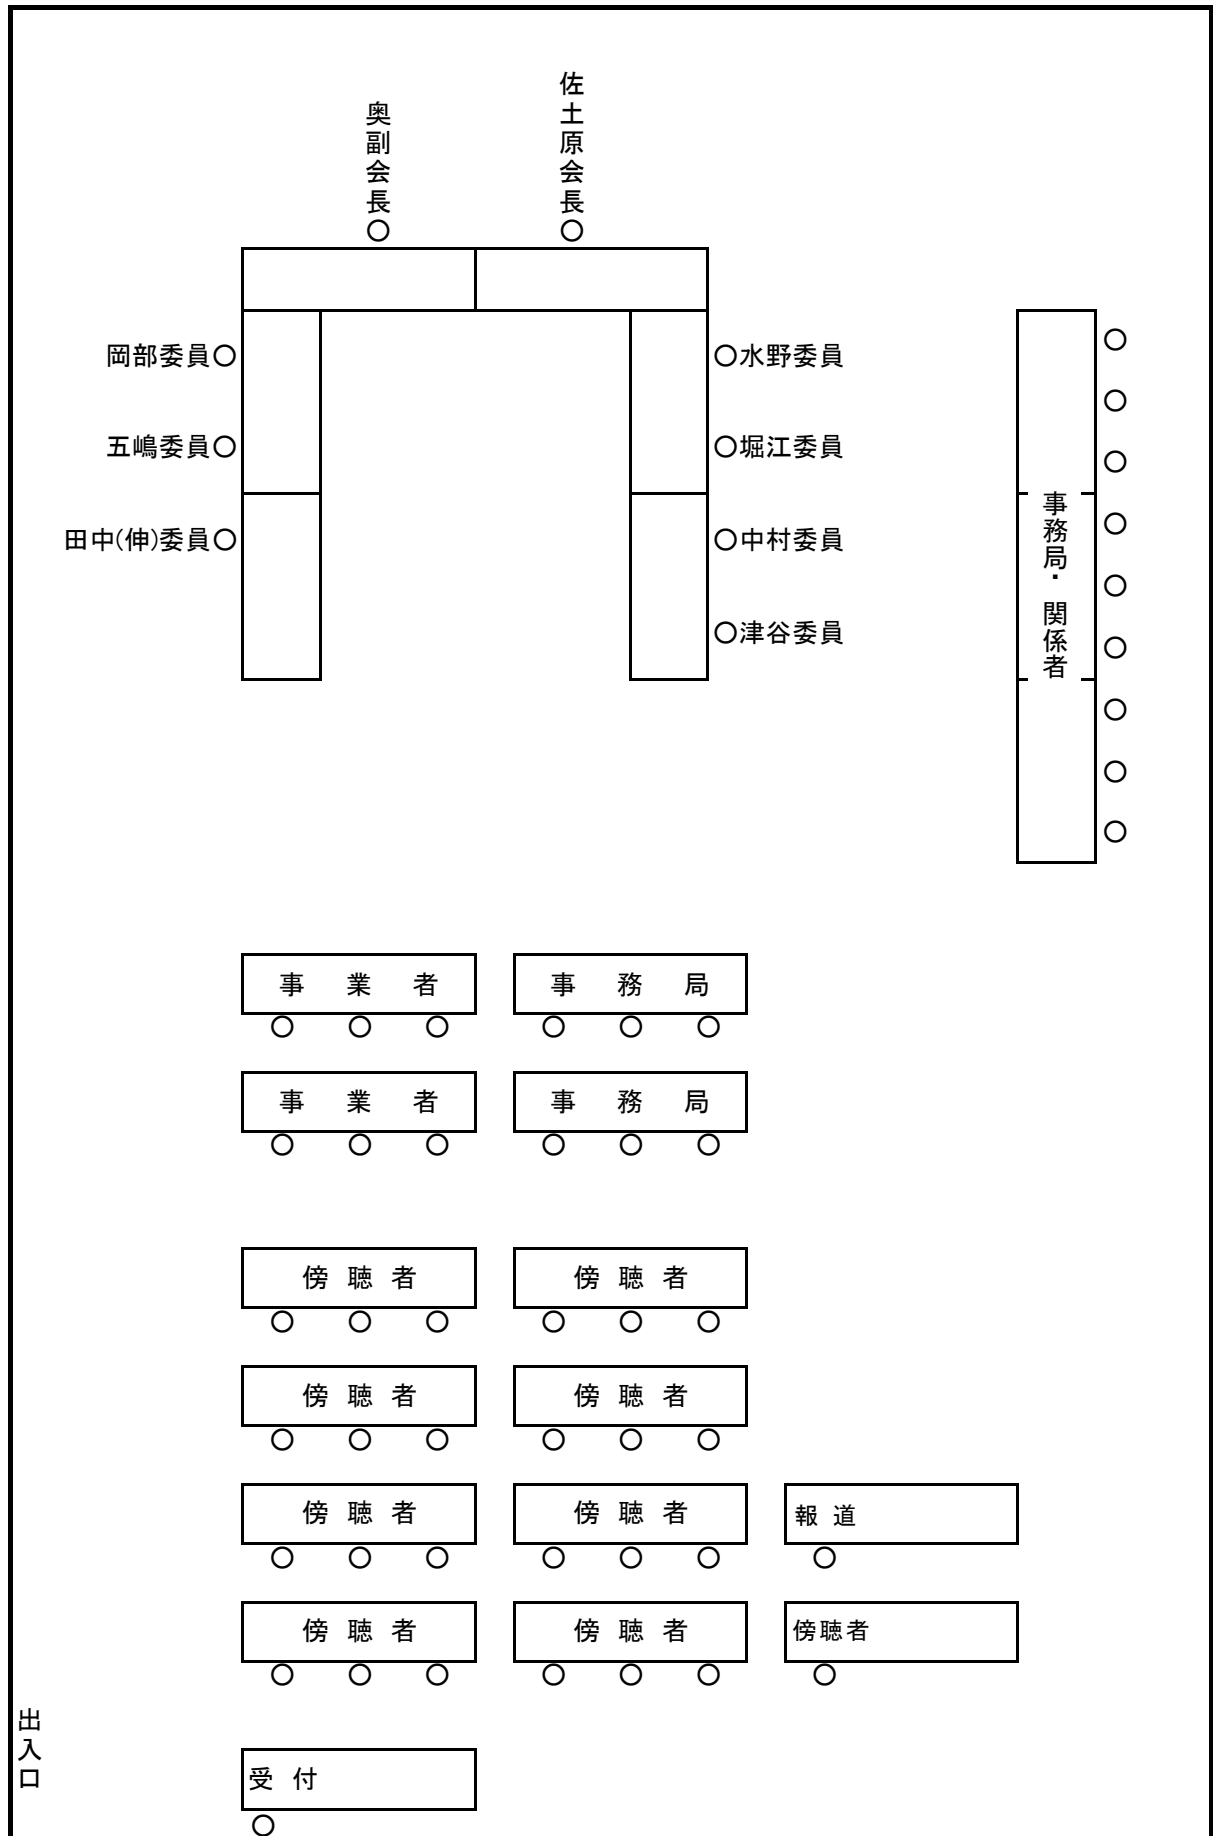 奥副会長○
佐土原会長○
岡部委員○
○水野委員
五嶋委員○
○堀江委員
田中(伸)委員○
○中村委員
○津谷委員
事務局・関係者
○
○
○
○
○
○
○
○
○
事業者
事務局
○ ○ ○
○ ○ ○
事業者
事務局
○ ○ ○
○ ○ ○
傍聴者
傍聴者
○ ○ ○
○ ○ ○
傍聴者
傍聴者
○ ○ ○
○ ○ ○
傍聴者
傍聴者
報道
○ ○ ○
○ ○ ○
○
傍聴者
傍聴者
傍聴者
○ ○ ○
○ ○ ○
○
出入口
受付
○